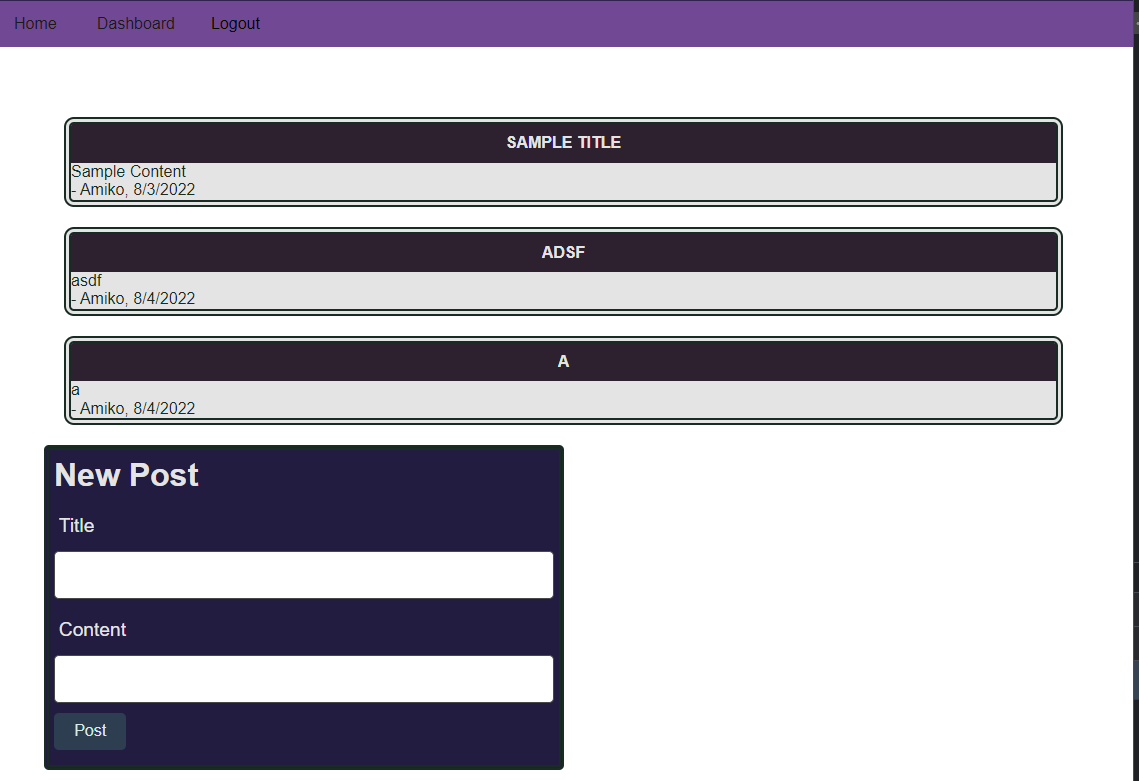 Home Dashboard Logout
SAMPLE TITLE
Sample Content
- Amiko, 8/3/2022
ADSF
asdf
- Amiko, 8/4/2022
A
a
- Amiko, 8/4/2022
New Post
Title
Content
Post